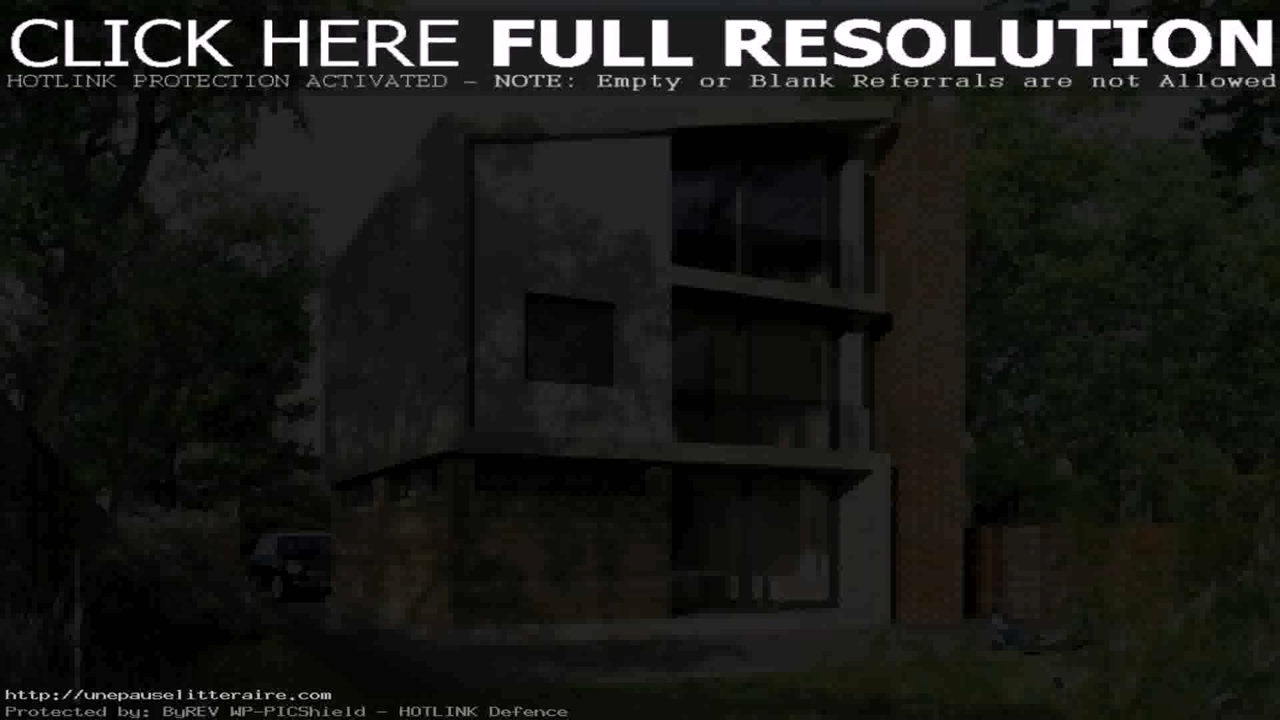 CLICK HERE FULL RESOLUTION
HOTLINK PROTECTION ACTIVATED - NOTE: Empty or Blank Referrals are not Allowed
http://unepauselitteraire.com
Protected by: ByREV WP-PICShield - HOTLINK Defence